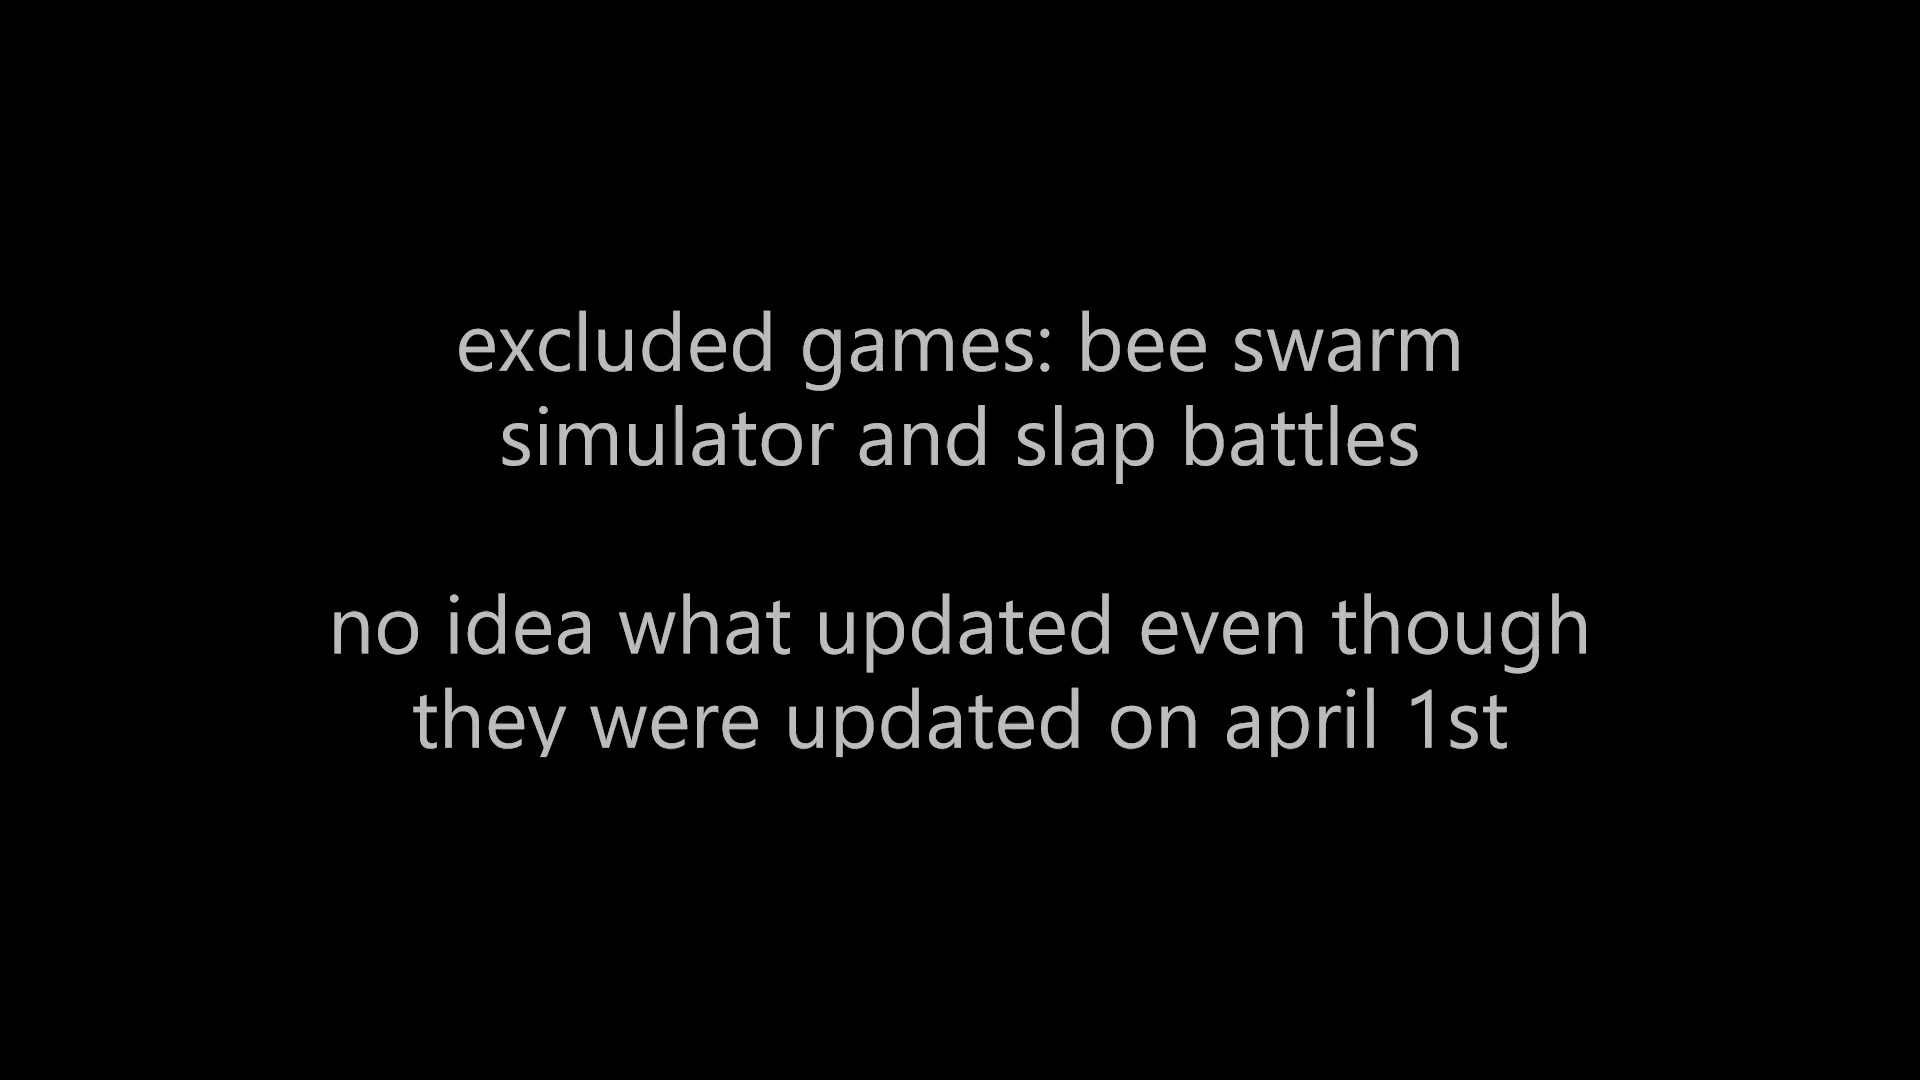 excluded games: bee swarm
simulator and slap battles
no idea what updated even though
they were updated on april 1st